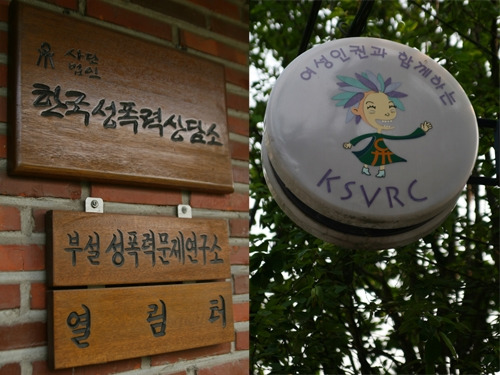 사단
법인
한국성폭력상담소
부설 성폭력문제연구소
열림터
여성인권과 함께하는
KSVRC